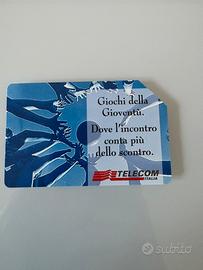 Giochi della
Gioventù.
Dove l'incontro
conta più
dello scontro.
TELECOM
ITALIA
subito